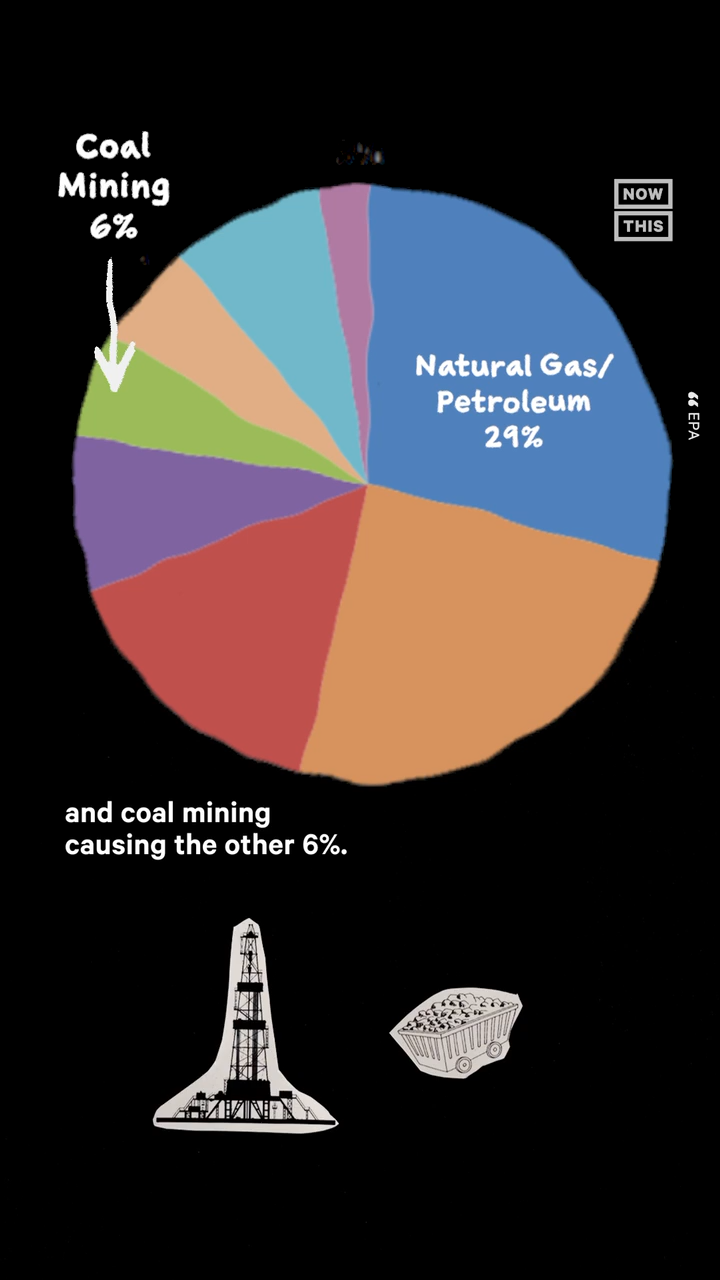 Coal
Mining
6%
NOW
THIS
Natural Gas/
Petroleum
29%
“ EPA
and coal mining
causing the other 6%.